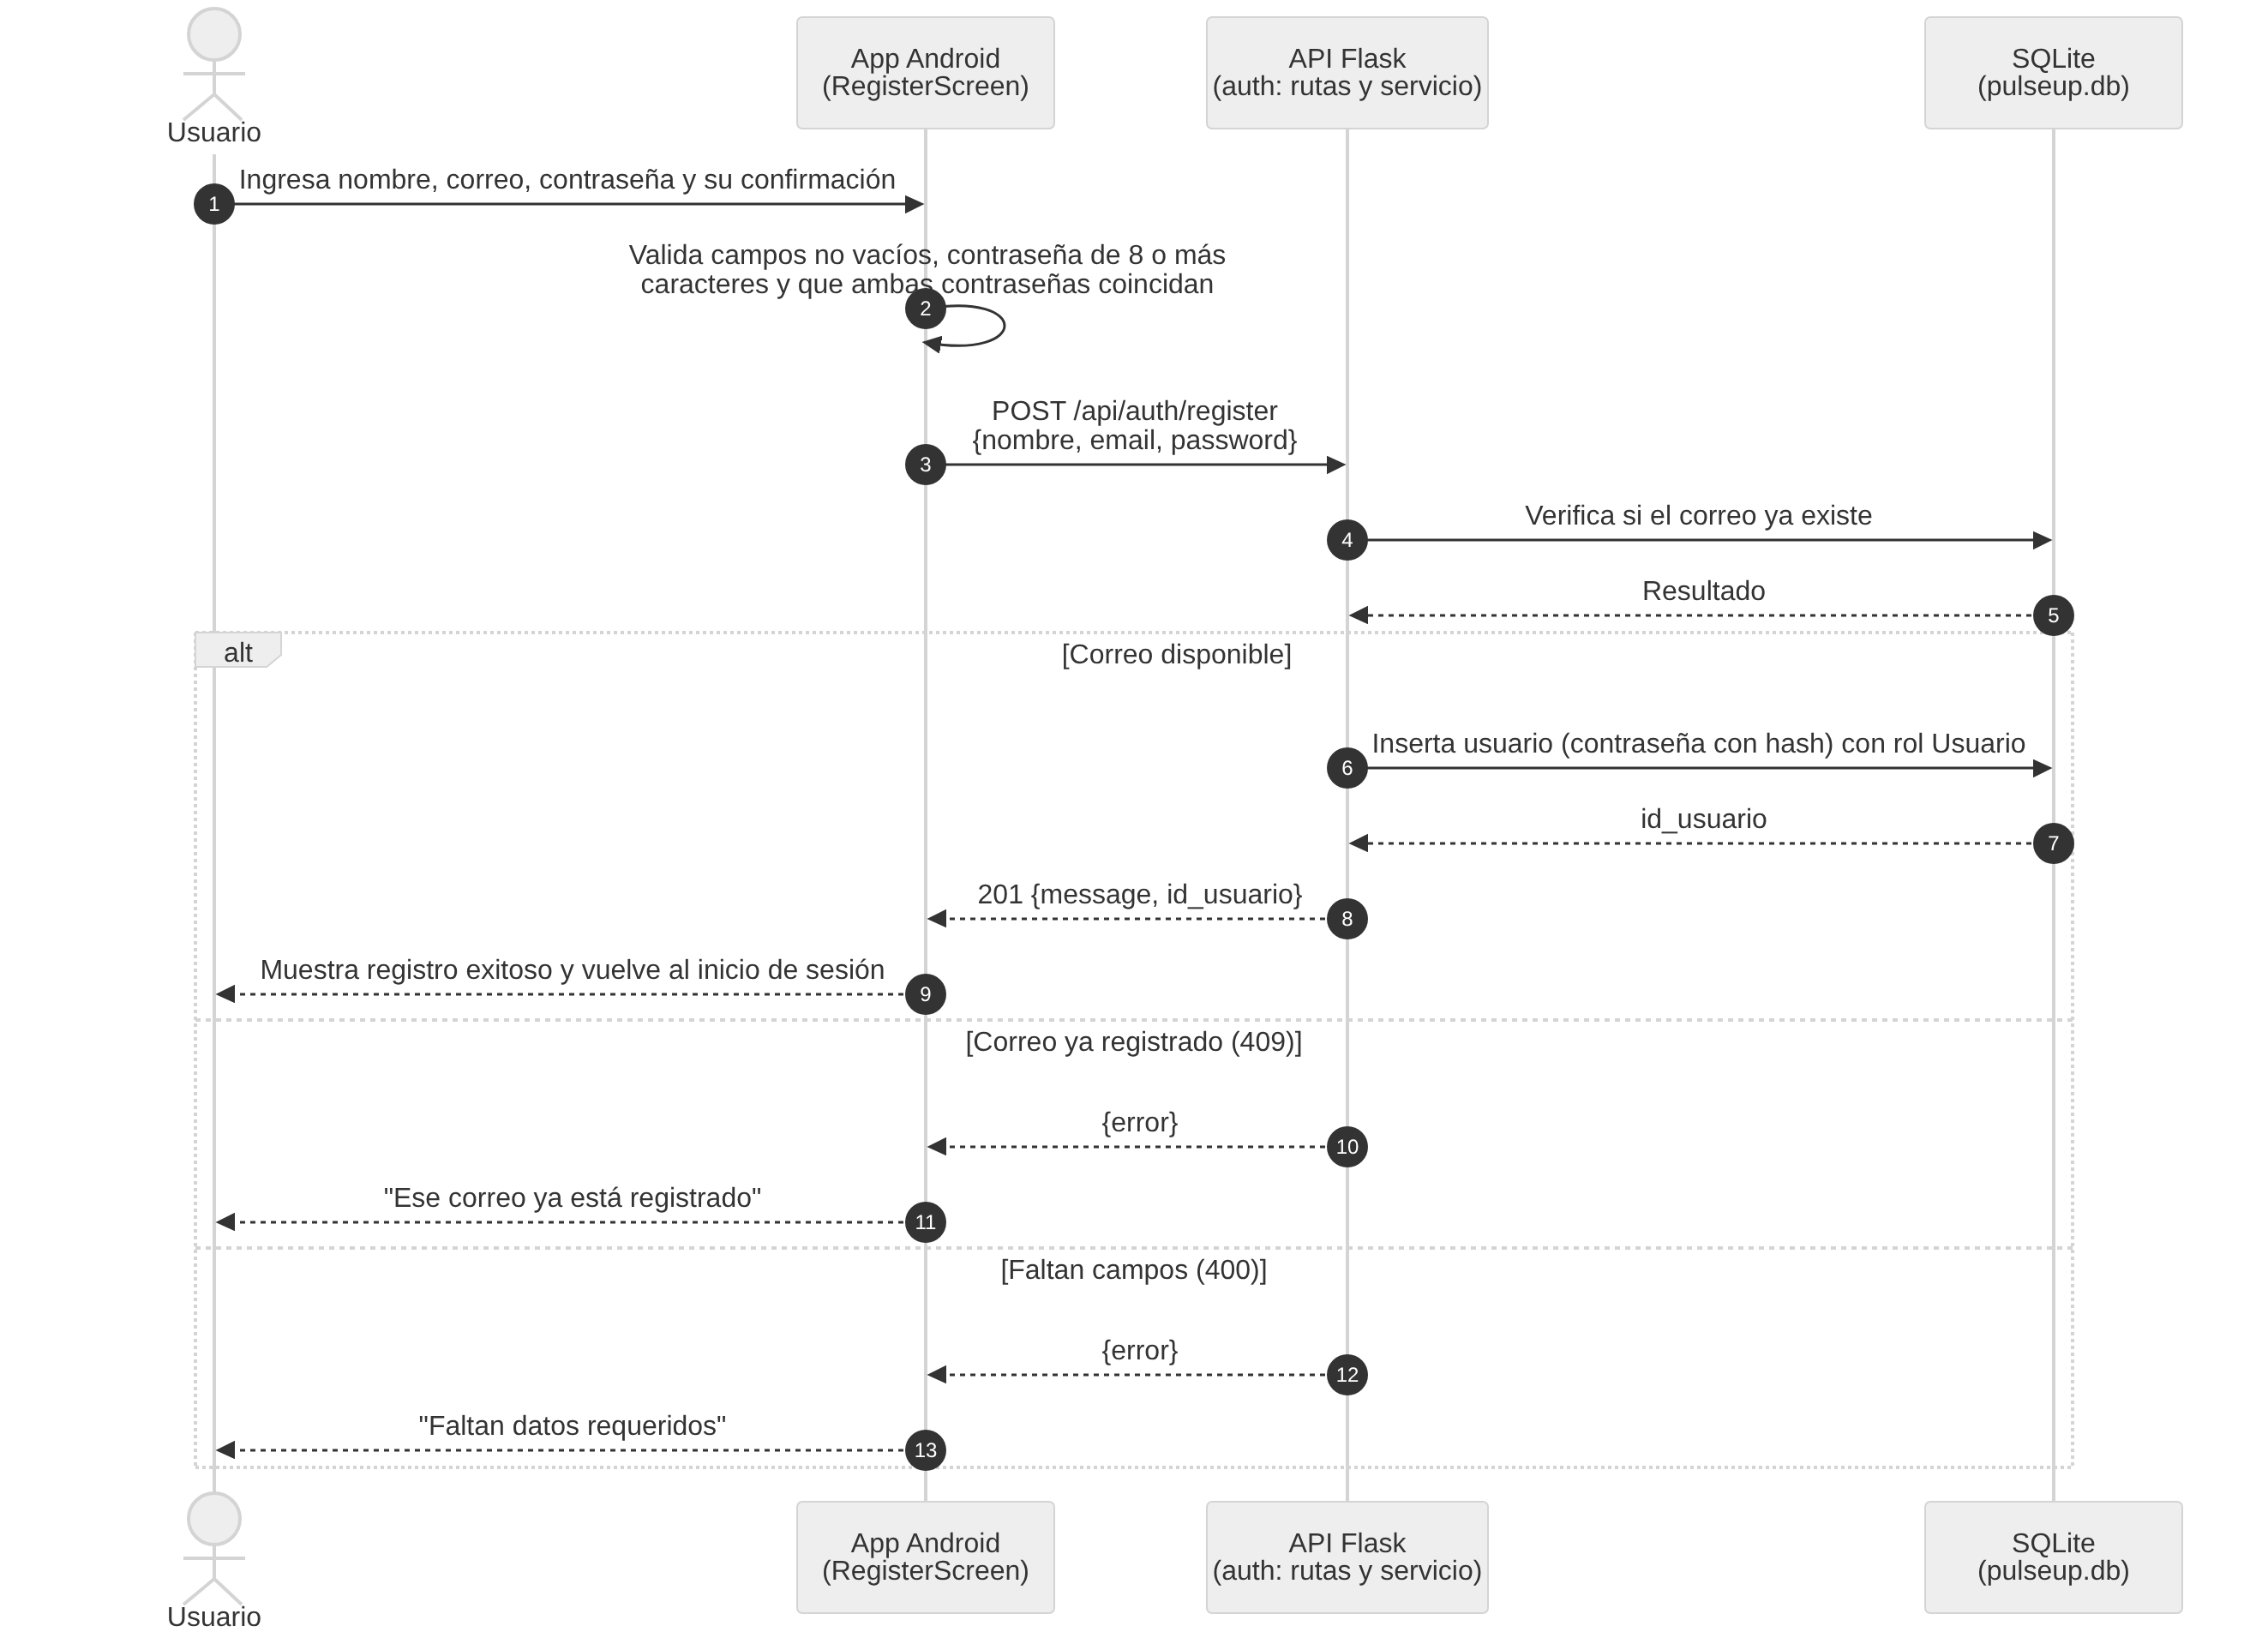 App Android
(RegisterScreen)
API Flask
(auth: rutas y servicio)
SQLite
(pulseup.db)
Usuario
Ingresa nombre, correo, contraseña y su confirmación
1
Valida campos no vacíos, contraseña de 8 o más
caracteres y que ambas contraseñas coincidan
2
POST /api/auth/register
{nombre, email, password}
3
Verifica si el correo ya existe
4
Resultado
5
alt
[Correo disponible]
Inserta usuario (contraseña con hash) con rol Usuario
6
id_usuario
7
201 {message, id_usuario}
8
Muestra registro exitoso y vuelve al inicio de sesión
9
[Correo ya registrado (409)]
{error}
10
"Ese correo ya está registrado"
11
[Faltan campos (400)]
{error}
12
"Faltan datos requeridos"
13
App Android
(RegisterScreen)
API Flask
(auth: rutas y servicio)
SQLite
(pulseup.db)
Usuario